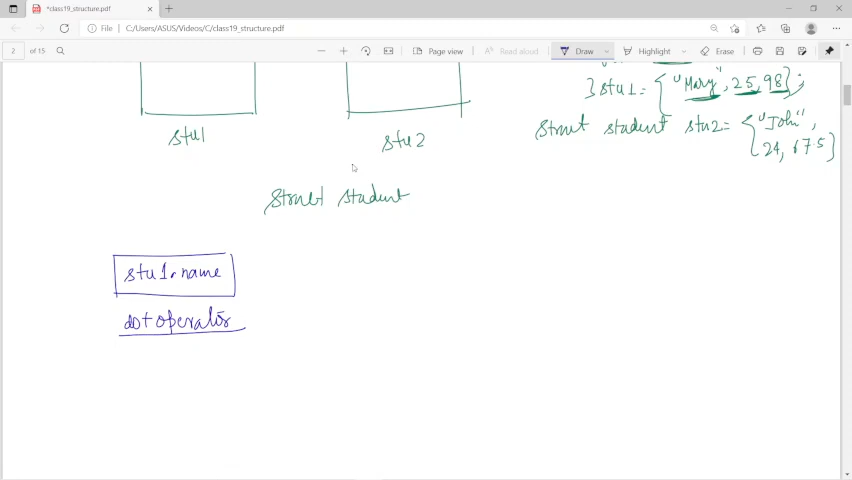 *class19_structure.pdf
File | C:/Users/ASUS/Videos/C/class19_structure.pdf
2 of 15
Page view
Read aloud
Draw
Highlight
Erase
} stu1= { "Mary", 25, 98};
struct student stu2= { "John",
24, 67.5}
stu1
stu2
struct student
stu1.name
dot operator